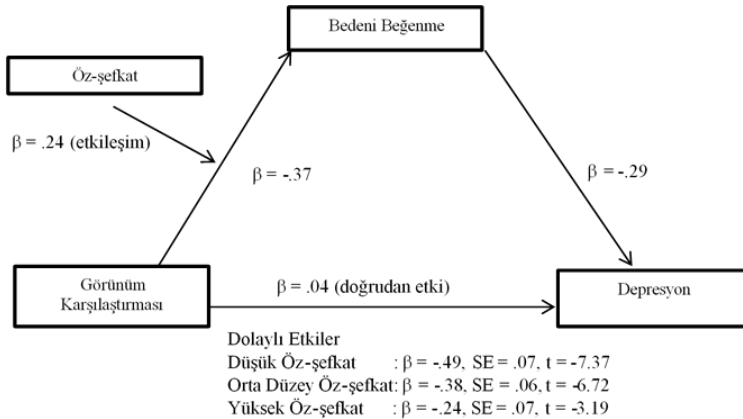 Bedeni Beğenme
Öz-şefkat
β = .24 (etkileşim)
β = -.37
β = -.29
Görünüm
Karşılaştırması
β = .04 (doğrudan etki)
Depresyon
Dolaylı Etkiler
Düşük Öz-şefkat : β = -.49, SE = .07, t = -7.37
Orta Düzey Öz-şefkat: β = -.38, SE = .06, t = -6.72
Yüksek Öz-şefkat : β = -.24, SE = .07, t = -3.19